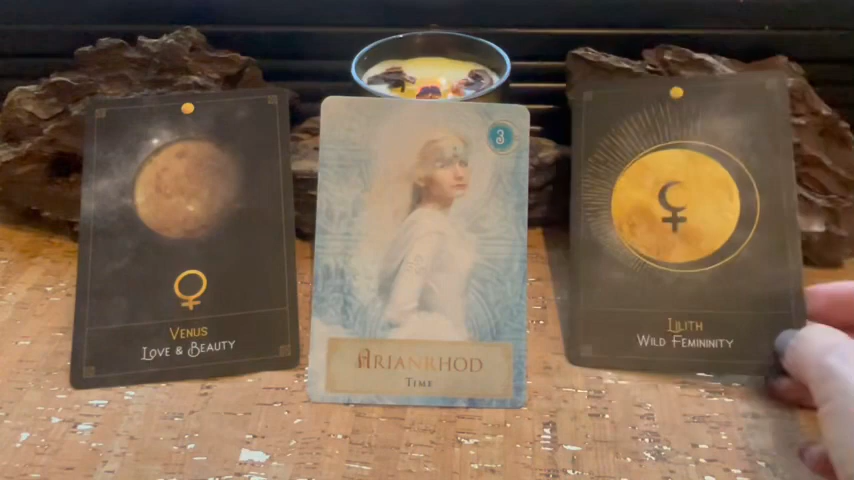 VENUS
LOVE & BEAUTY
3
ARIANRHOD
TIME
LILITH
WILD FEMININITY